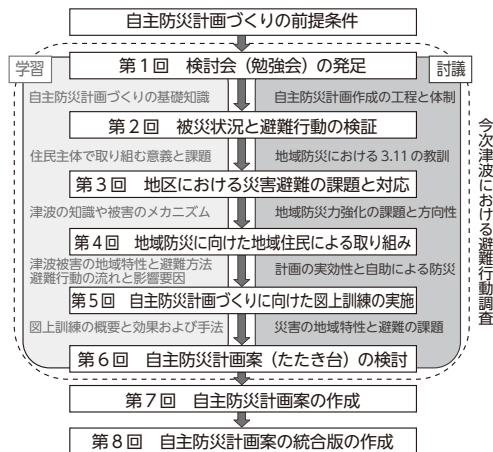 自主防災計画づくりの前提条件
学習
討議
第1回 検討会（勉強会）の発足
自主防災計画づくりの基礎知識
自主防災計画作成の工程と体制
第2回 被災状況と避難行動の検証
住民主体で取り組む意義と課題
地域防災における3.11の教訓
第3回 地区における災害避難の課題と対応
津波の知識や被害のメカニズム
地域防災力強化の課題と方向性
第4回 地域防災に向けた地域住民による取り組み
津波被害の地域特性と避難方法
避難行動の流れと影響要因
計画の実効性と自助による防災
第5回 自主防災計画づくりに向けた図上訓練の実施
図上訓練の概要と効果および手法
災害の地域特性と避難の課題
第6回 自主防災計画案（たたき台）の検討
第7回 自主防災計画案の作成
第8回 自主防災計画案の統合版の作成
今次津波における避難行動調査